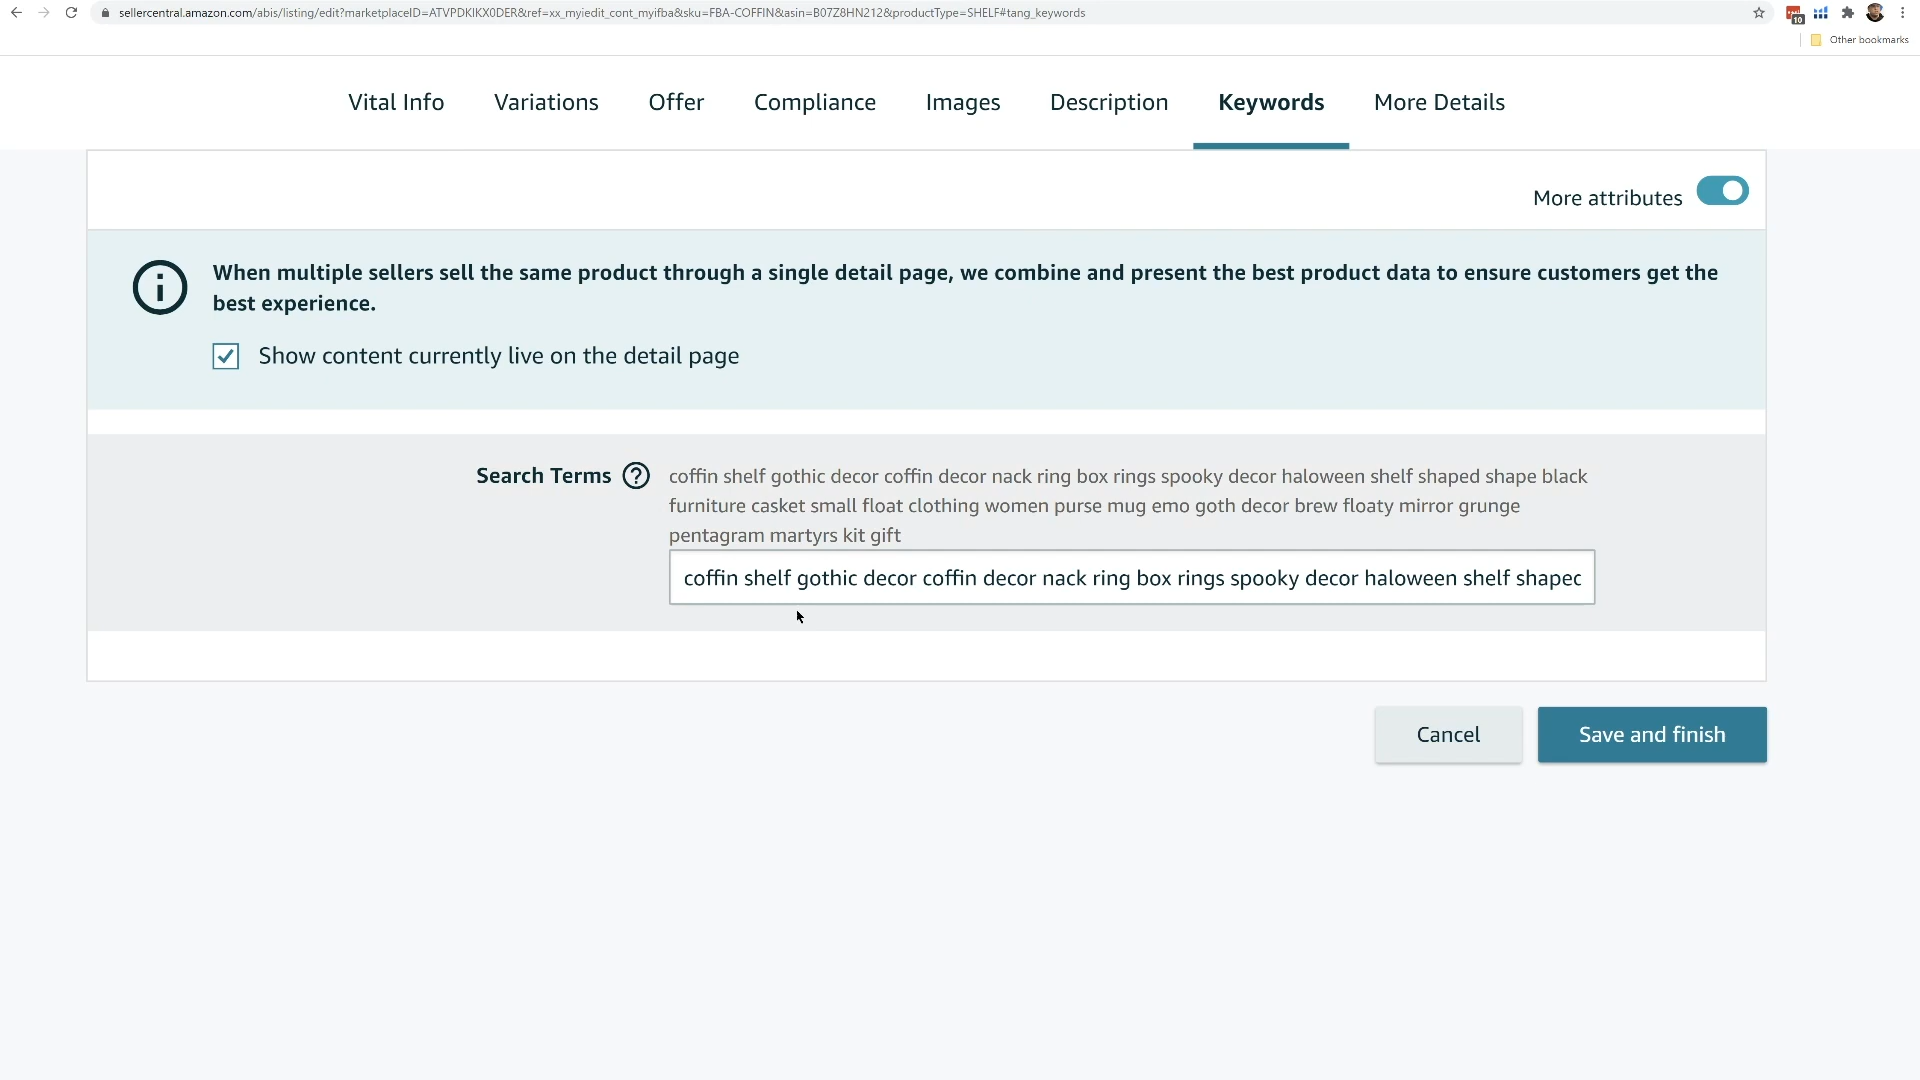 sellercentral.amazon.com/abis/listing/edit?marketplaceID=ATVPDKIKX0DER&ref=xx_myiedit_cont_myifba&sku=FBA-COFFIN&asin=B07Z8HN212&productType=SHELF#tang_keywords
10
Other bookmarks
Vital Info Variations Offer Compliance Images Description Keywords More Details
More attributes
When multiple sellers sell the same product through a single detail page, we combine and present the best product data to ensure customers get the
best experience.
Show content currently live on the detail page
Search Terms ? coffin shelf gothic decor coffin decor nack ring box rings spooky decor haloween shelf shaped shape black
furniture casket small float clothing women purse mug emo goth decor brew floaty mirror grunge
pentagram martyrs kit gift
coffin shelf gothic decor coffin decor nack ring box rings spooky decor haloween shelf shaped
Cancel Save and finish